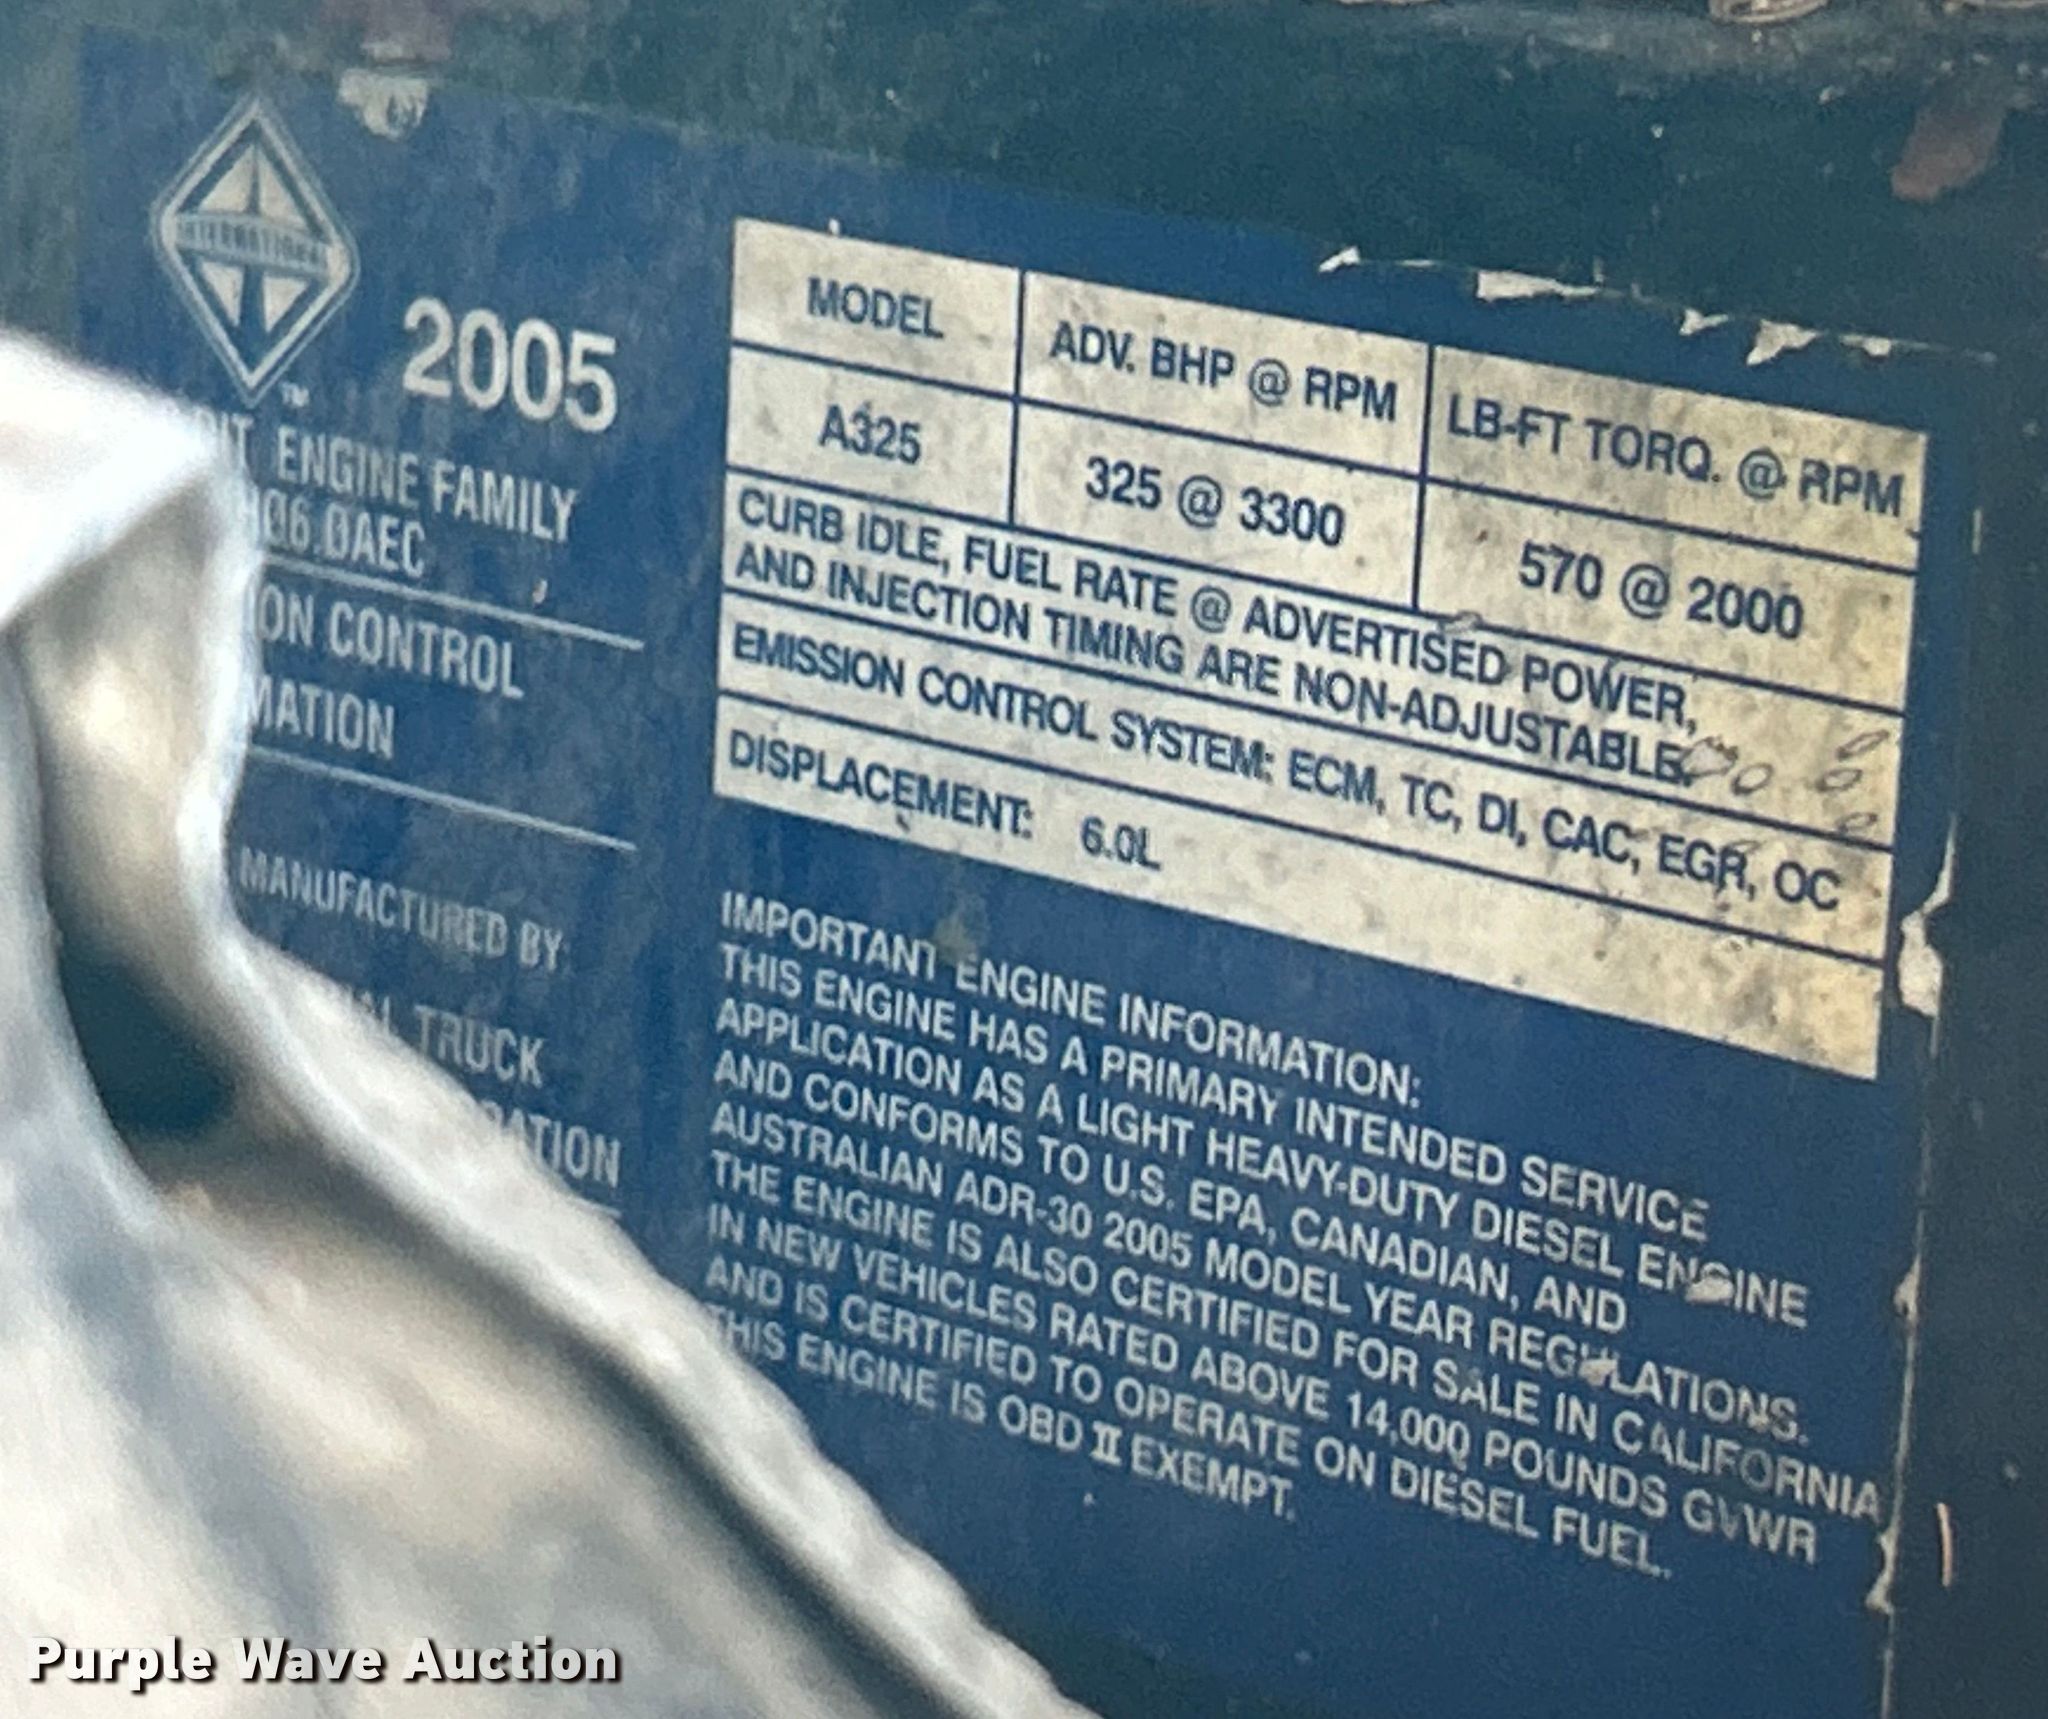 INTERNATIONAL
TM
2005
ENGINE FAMILY
06.0AEC
ON CONTROL
MATION
MANUFACTURED BY:
TRUCK
ATION
MODEL
ADV. BHP @ RPM
LB-FT TORQ. @ RPM
A325
325 @ 3300
570 @ 2000
CURB IDLE, FUEL RATE @ ADVERTISED POWER,
AND INJECTION TIMING ARE NON-ADJUSTABLE.
EMISSION CONTROL SYSTEM: ECM, TC, DI, CAC, EGR, OC
DISPLACEMENT: 6.0L
IMPORTANT ENGINE INFORMATION:
THIS ENGINE HAS A PRIMARY INTENDED SERVICE
APPLICATION AS A LIGHT HEAVY-DUTY DIESEL ENGINE
AND CONFORMS TO U.S. EPA, CANADIAN, AND
AUSTRALIAN ADR-30 2005 MODEL YEAR REGULATIONS.
THE ENGINE IS ALSO CERTIFIED FOR SALE IN CALIFORNIA
IN NEW VEHICLES RATED ABOVE 14,000 POUNDS GVWR
AND IS CERTIFIED TO OPERATE ON DIESEL FUEL.
THIS ENGINE IS OBD II EXEMPT.
Purple Wave Auction